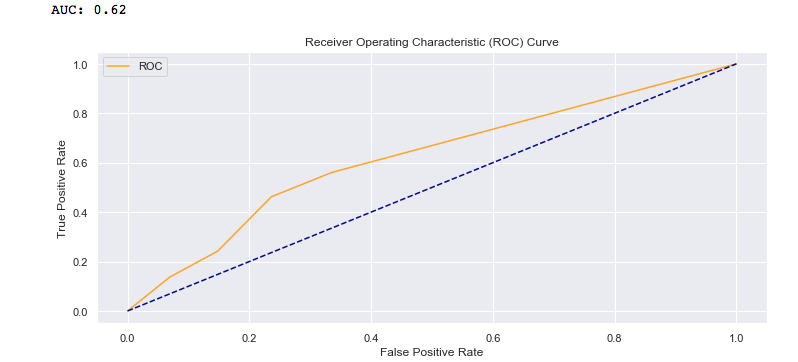 AUC: 0.62
Receiver Operating Characteristic (ROC) Curve
ROC
True Positive Rate
1.0
0.8
0.6
0.4
0.2
0.0
0.0 0.2 0.4 0.6 0.8 1.0
False Positive Rate